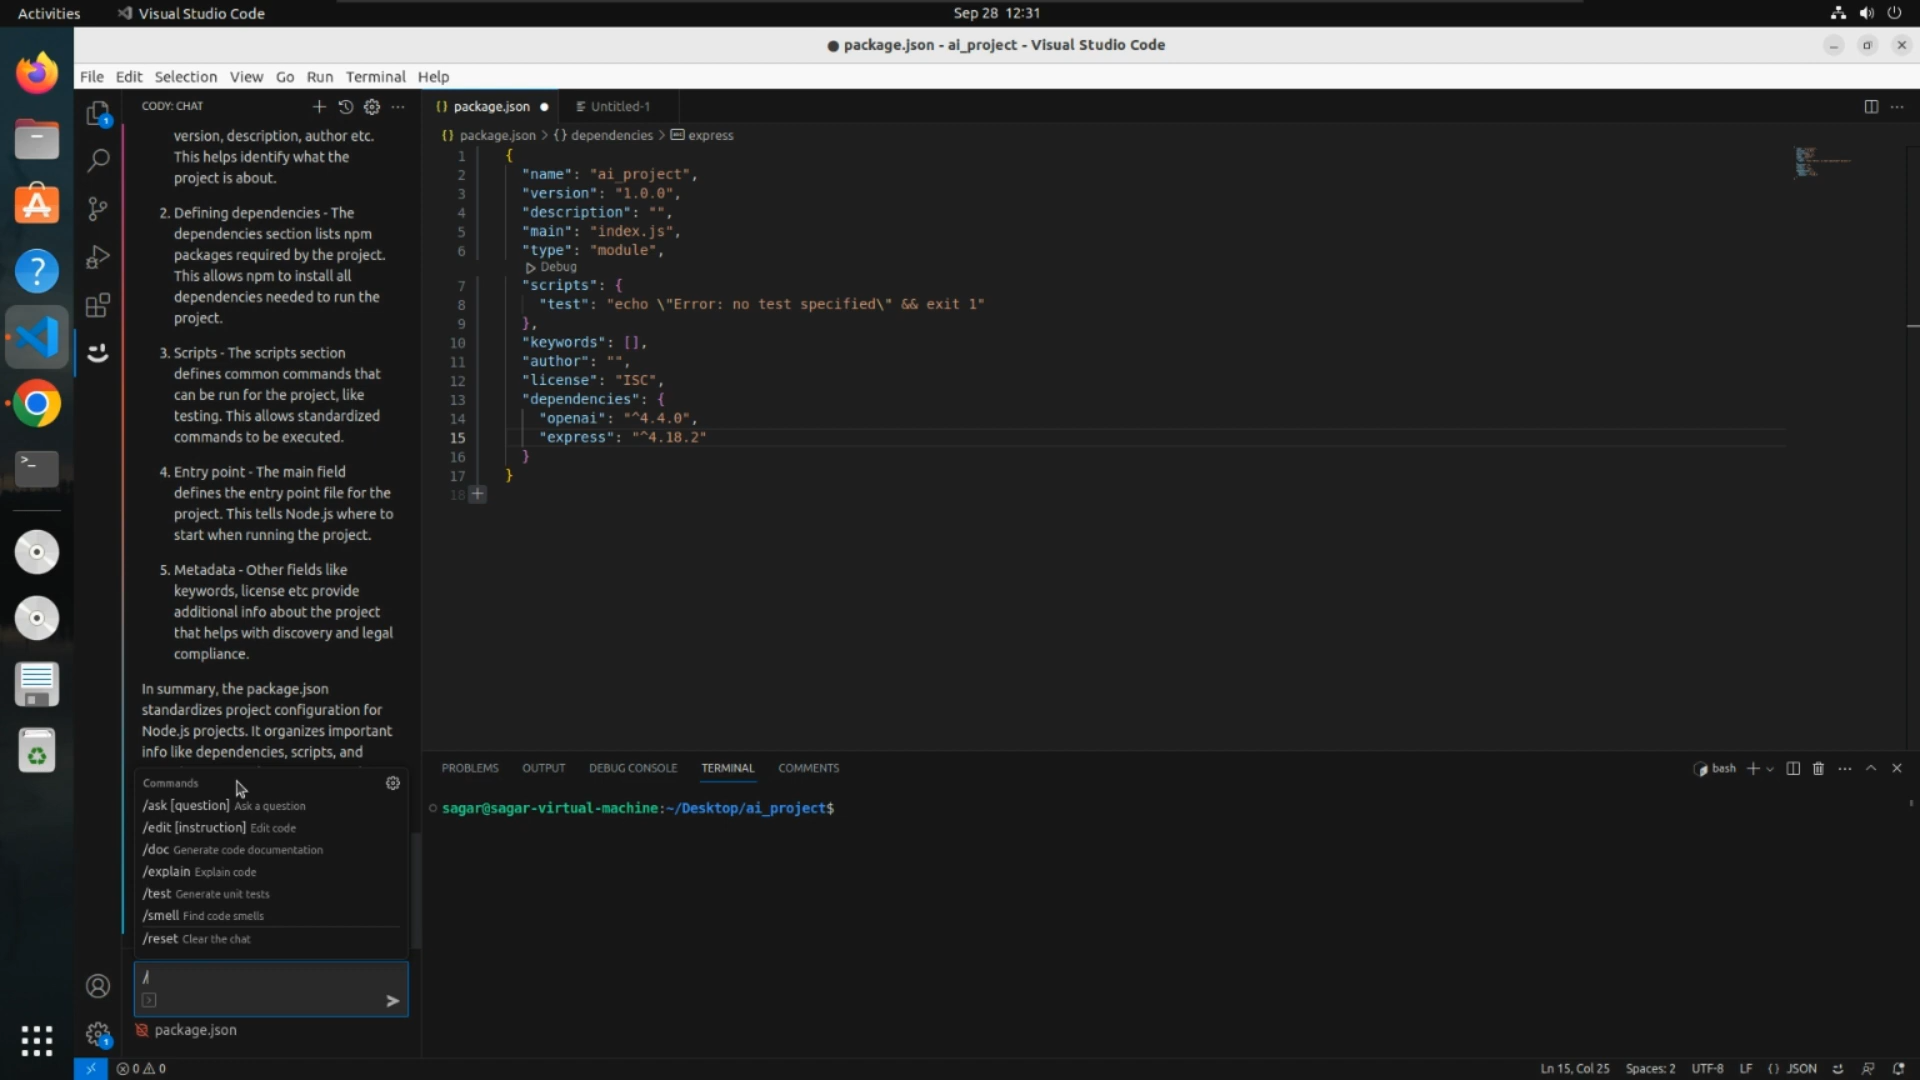 Activities
Visual Studio Code
Sep 28 12:31
● package.json - ai_project - Visual Studio Code
File Edit Selection View Go Run Terminal Help
CODY: CHAT
version, description, author etc.
This helps identify what the
project is about.
2. Defining dependencies - The
dependencies section lists npm
packages required by the project.
This allows npm to install all
dependencies needed to run the
project.
3. Scripts - The scripts section
defines common commands that
can be run for the project, like
testing. This allows standardized
commands to be executed.
4. Entry point - The main field
defines the entry point file for the
project. This tells Node.js where to
start when running the project.
5. Metadata - Other fields like
keywords, license etc provide
additional info about the project
that helps with discovery and legal
compliance.
In summary, the package.json
standardizes project configuration for
Node.js projects. It organizes important
info like dependencies, scripts, and
Commands
/ask [question] Ask a question
/edit [instruction] Edit code
/doc Generate code documentation
/explain Explain code
/test Generate unit tests
/smell Find code smells
/reset Clear the chat
/
package.json
{} package.json ●
Untitled-1
{} package.json > {} dependencies > express
1 {
2 "name": "ai_project",
3 "version": "1.0.0",
4 "description": "",
5 "main": "index.js",
6 "type": "module",
Debug
7 "scripts": {
8 "test": "echo \"Error: no test specified\" && exit 1"
9 },
10 "keywords": [],
11 "author": "",
12 "license": "ISC",
13 "dependencies": {
14 "openai": "^4.4.0",
15 "express": "^4.18.2"
16 }
17 }
18
PROBLEMS OUTPUT DEBUG CONSOLE TERMINAL COMMENTS
bash
sagar@sagar-virtual-machine:~/Desktop/ai_project$
1
1
0 0
Ln 15, Col 25 Spaces: 2 UTF-8 LF {} JSON